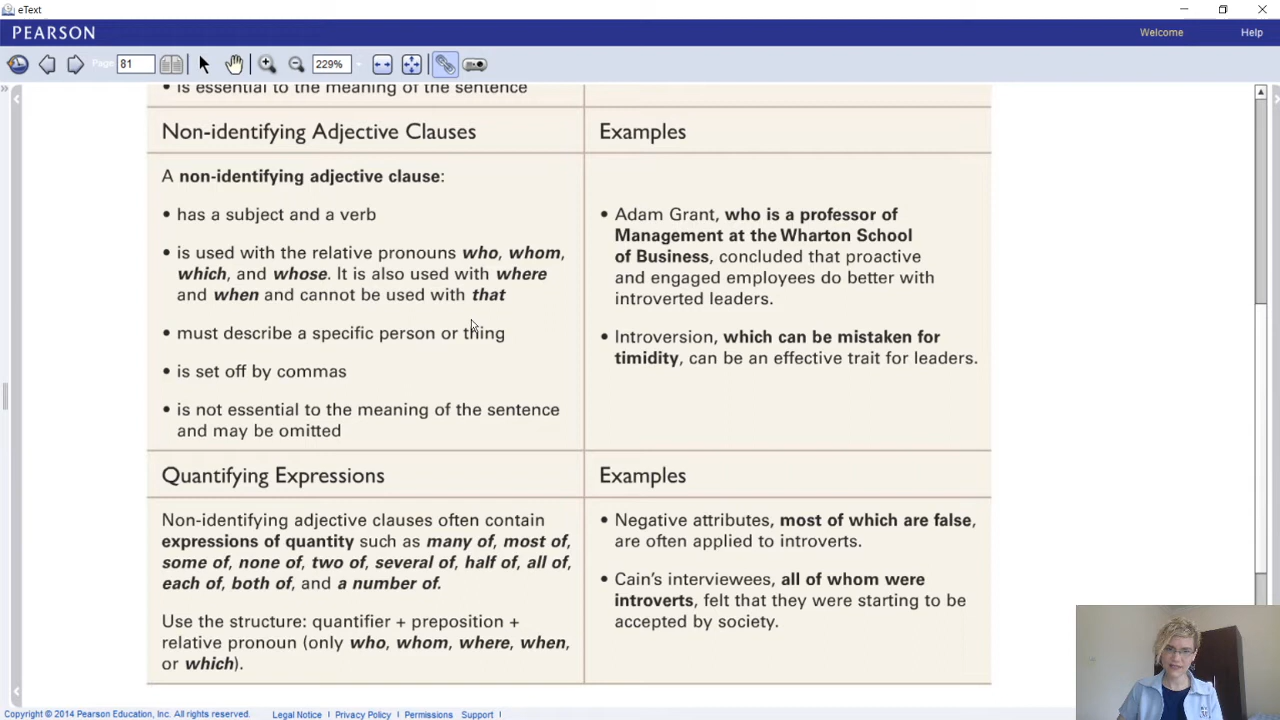 eText
PEARSON
Welcome
Help
Page 81
229%
• is essential to the meaning of the sentence
Non-identifying Adjective Clauses
Examples
A non-identifying adjective clause:
• has a subject and a verb
• is used with the relative pronouns who, whom,
which, and whose. It is also used with where
and when and cannot be used with that
• must describe a specific person or thing
• is set off by commas
• is not essential to the meaning of the sentence
and may be omitted
• Adam Grant, who is a professor of
Management at the Wharton School
of Business, concluded that proactive
and engaged employees do better with
introverted leaders.
• Introversion, which can be mistaken for
timidity, can be an effective trait for leaders.
Quantifying Expressions
Examples
Non-identifying adjective clauses often contain
expressions of quantity such as many of, most of,
some of, none of, two of, several of, half of, all of,
each of, both of, and a number of.
Use the structure: quantifier + preposition +
relative pronoun (only who, whom, where, when,
or which).
• Negative attributes, most of which are false,
are often applied to introverts.
• Cain's interviewees, all of whom were
introverts, felt that they were starting to be
accepted by society.
Copyright © 2014 Pearson Education, Inc. All rights reserved.
Legal Notice | Privacy Policy | Permissions Support |